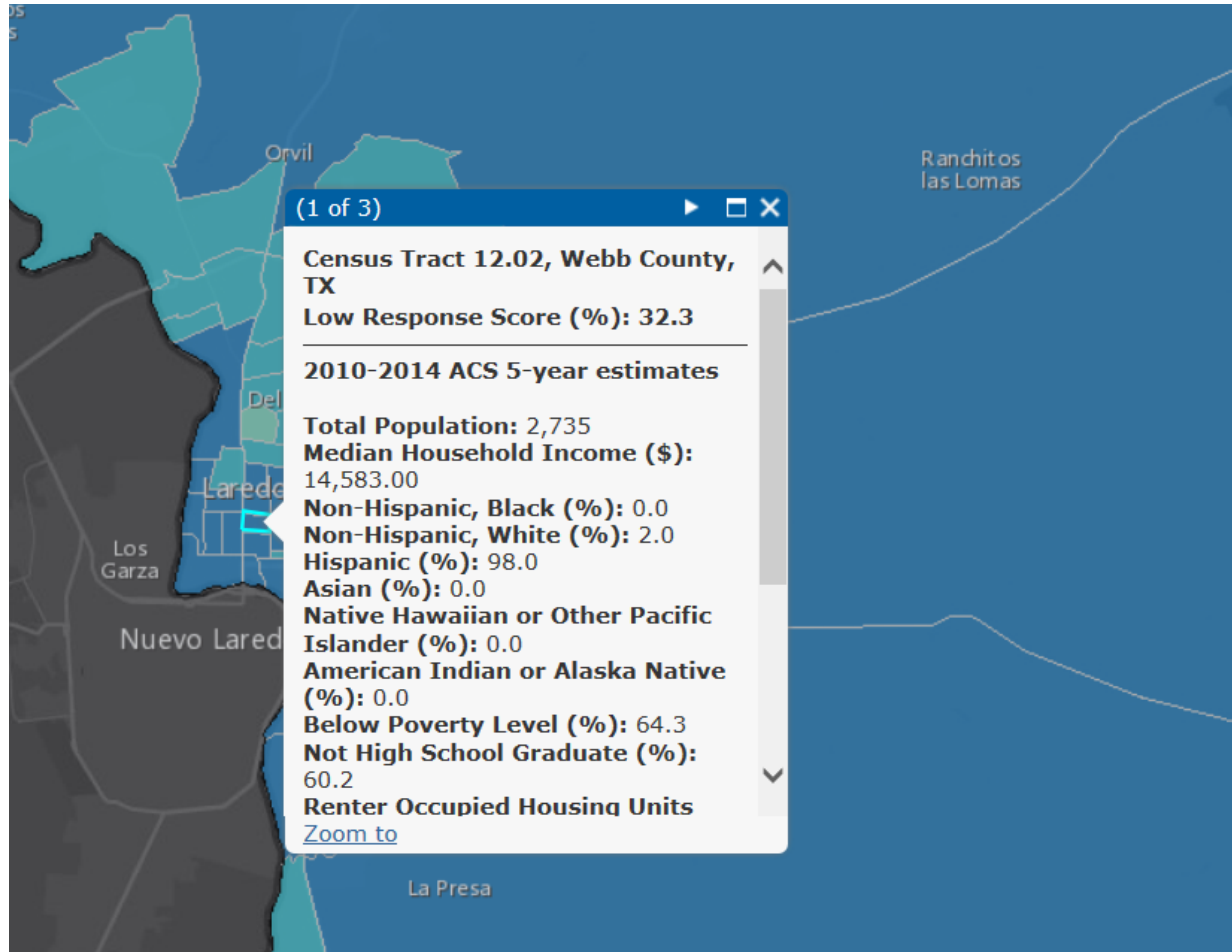 Orvil
Ranchitos
las Lomas
(1 of 3)
Census Tract 12.02, Webb County,
TX
Low Response Score (%): 32.3
2010-2014 ACS 5-year estimates
Total Population: 2,735
Median Household Income ($):
14,583.00
Non-Hispanic, Black (%): 0.0
Non-Hispanic, White (%): 2.0
Hispanic (%): 98.0
Asian (%): 0.0
Native Hawaiian or Other Pacific
Islander (%): 0.0
American Indian or Alaska Native
(%): 0.0
Below Poverty Level (%): 64.3
Not High School Graduate (%):
60.2
Renter Occupied Housing Units
Zoom to
Del
Laredo
Los
Garza
Nuevo Lared
La Presa